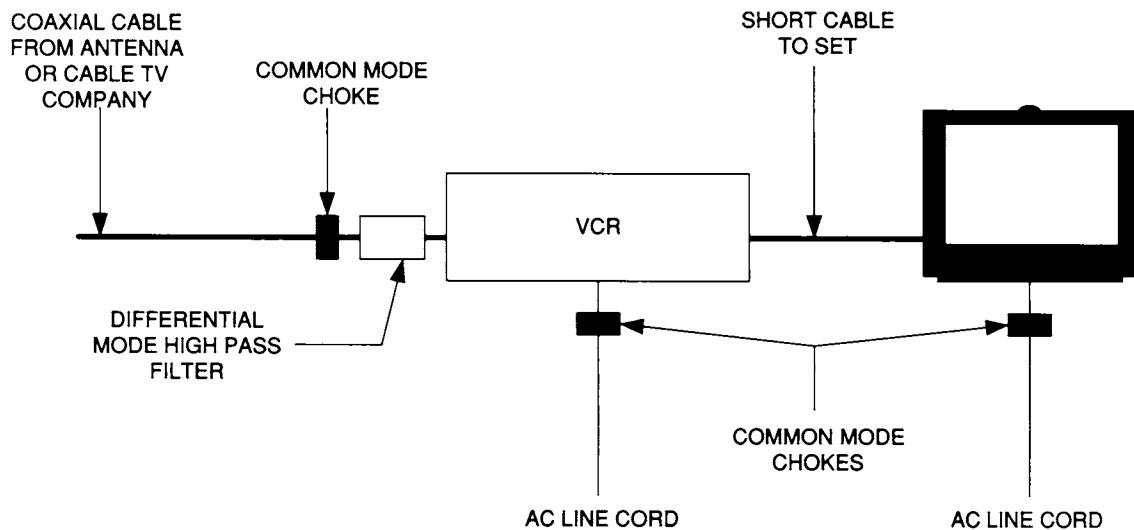 COAXIAL CABLE
FROM ANTENNA
OR CABLE TV
COMPANY
COMMON MODE
CHOKE
SHORT CABLE
TO SET
VCR
DIFFERENTIAL
MODE HIGH PASS
FILTER
COMMON MODE
CHOKES
AC LINE CORD
AC LINE CORD